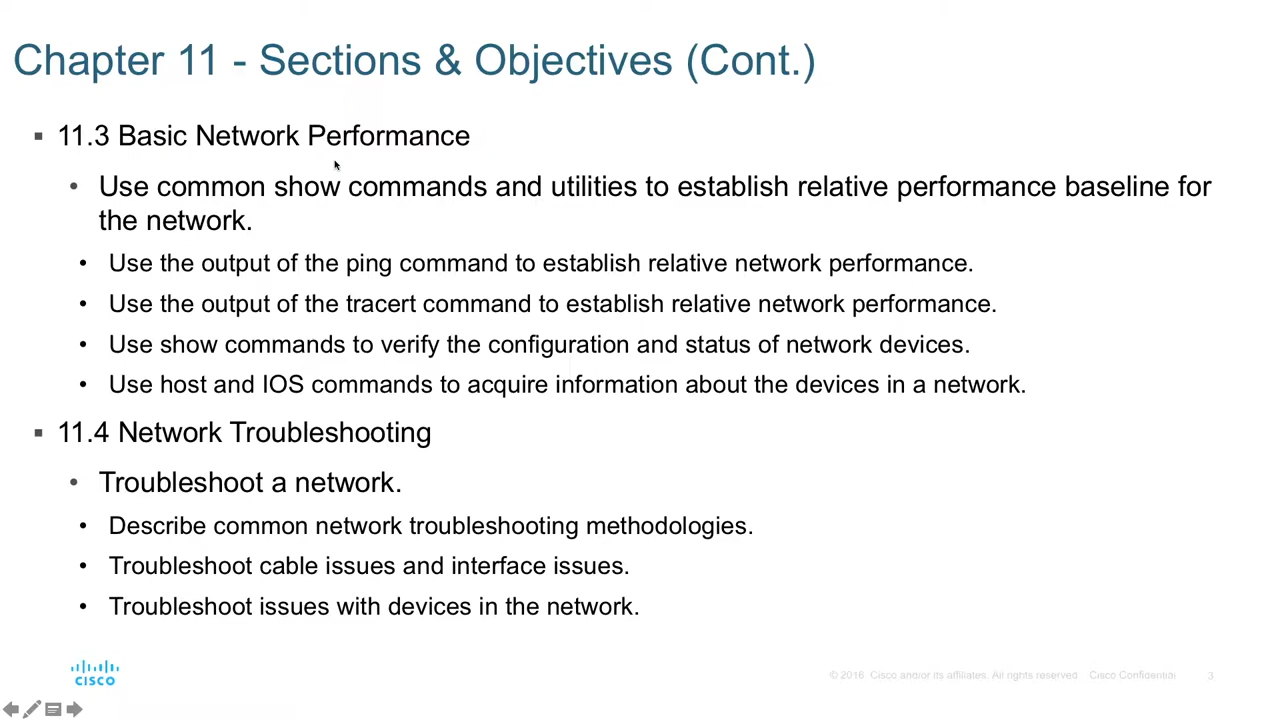 Chapter 11 - Sections & Objectives (Cont.)
▪ 11.3 Basic Network Performance
• Use common show commands and utilities to establish relative performance baseline for
the network.
• Use the output of the ping command to establish relative network performance.
• Use the output of the tracert command to establish relative network performance.
• Use show commands to verify the configuration and status of network devices.
• Use host and IOS commands to acquire information about the devices in a network.
▪ 11.4 Network Troubleshooting
• Troubleshoot a network.
• Describe common network troubleshooting methodologies.
• Troubleshoot cable issues and interface issues.
• Troubleshoot issues with devices in the network.
CISCO
© 2016 Cisco and/or its affiliates. All rights reserved Cisco Confidential 3